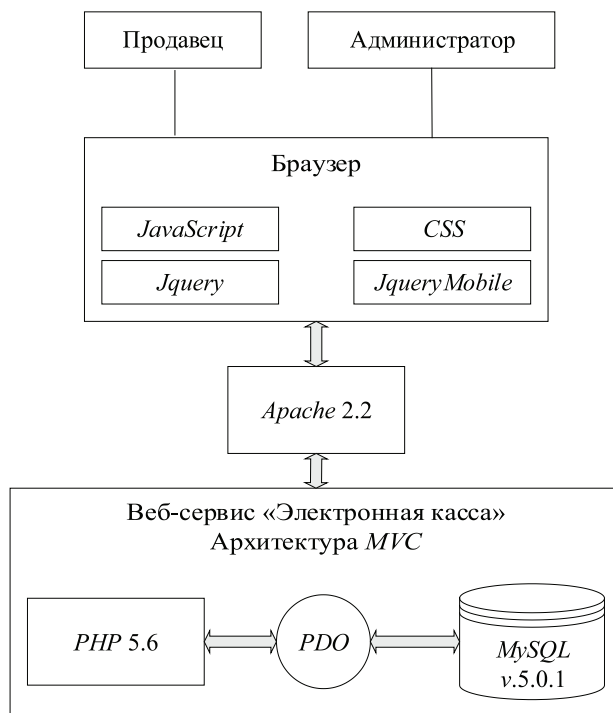 Продавец
Администратор
Браузер
JavaScript
CSS
Jquery
JqueryMobile
Apache 2.2
Веб-сервис «Электронная касса»
Архитектура MVC
PHP 5.6
PDO
MySQL
v.5.0.1